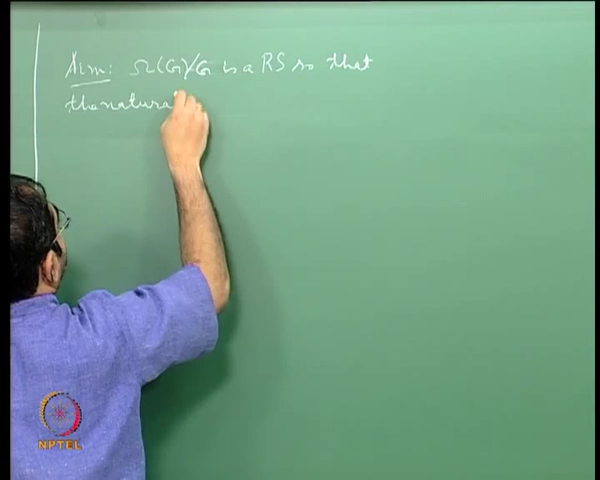 Aim: Ω(G)/G is a RS so that
the natura
NPTEL